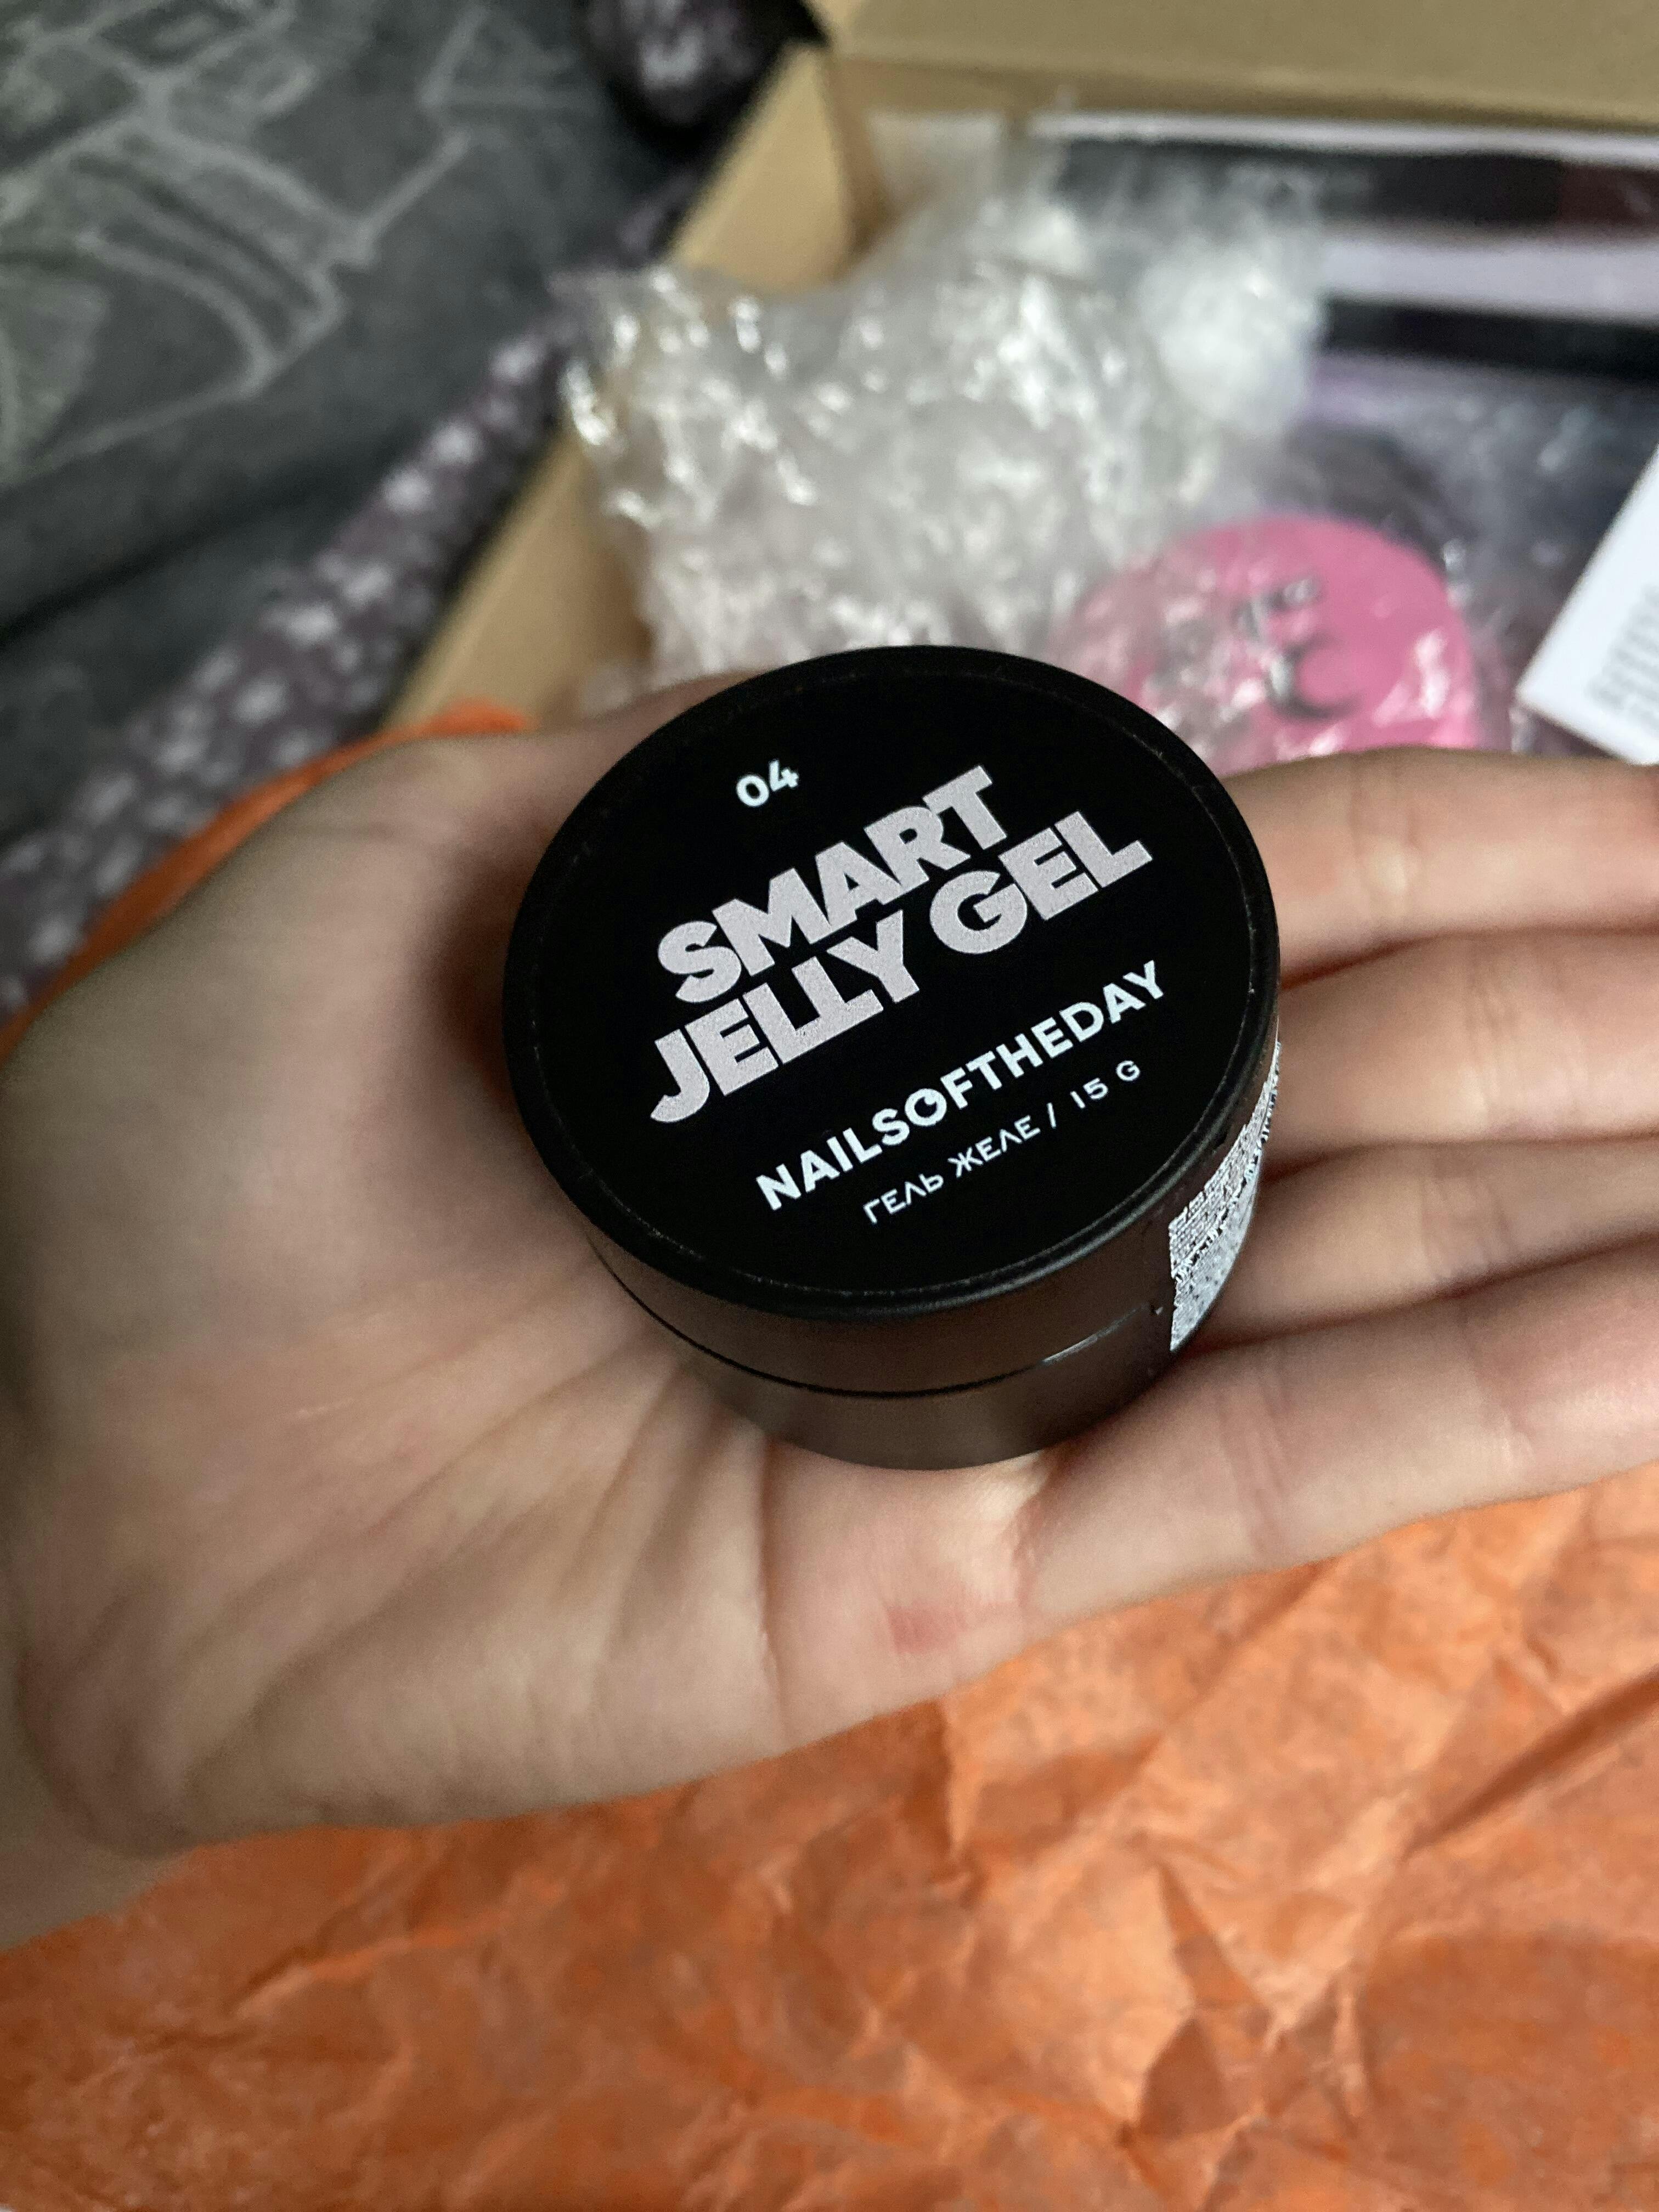 04
SMART
JELLY GEL
NAILSOFTHEDAY
ГЕЛЬ ЖЕЛЕ / 15 G